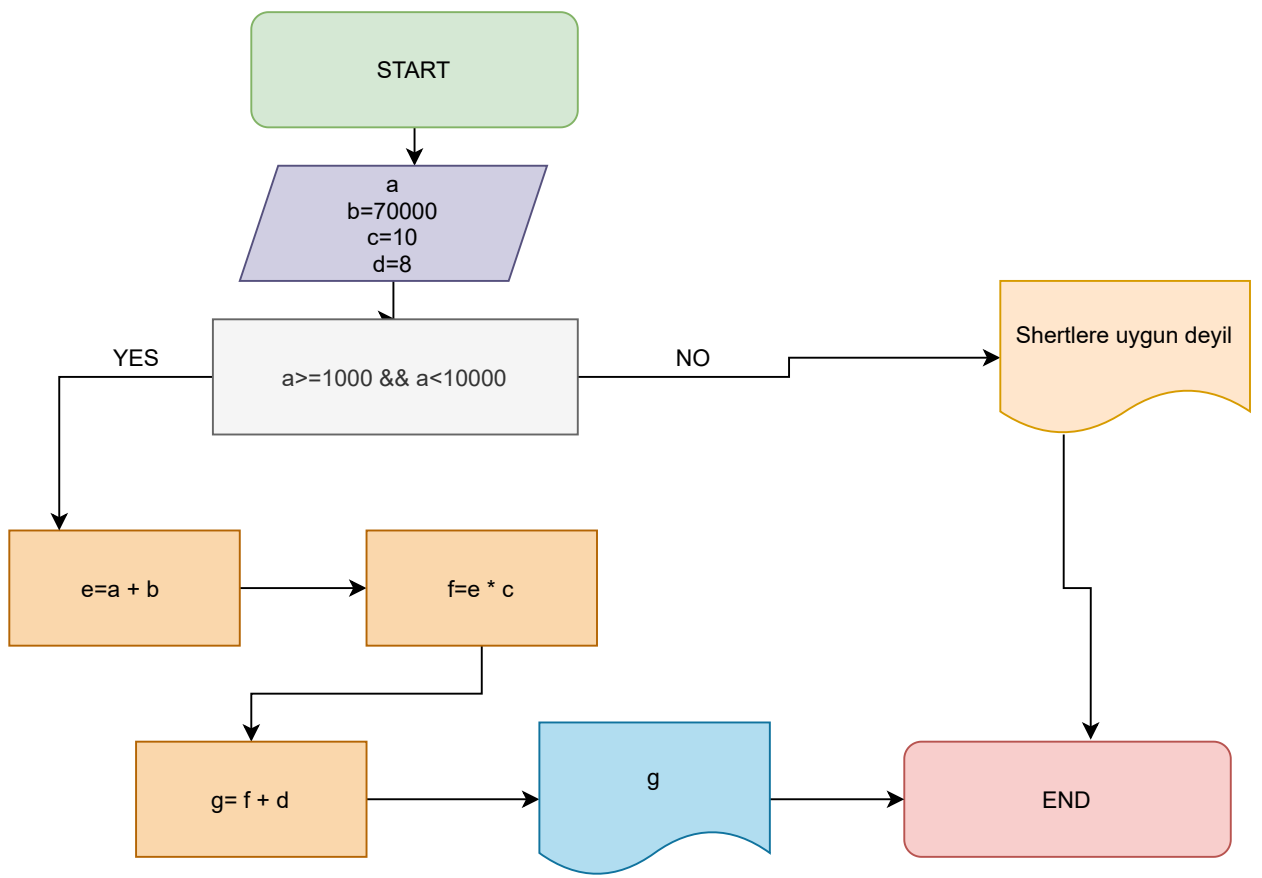 START
a
b=70000
c=10
d=8
YES
a>=1000 && a<10000
NO
Shertlere uygun deyil
e=a + b
f=e * c
g= f + d
g
END